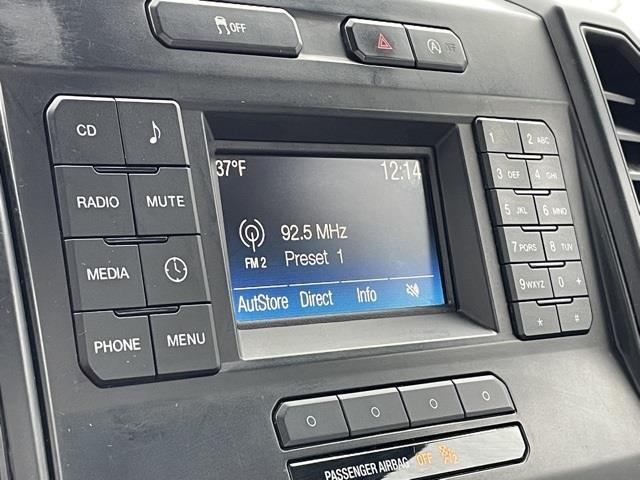 OFF
A OFF
CD
RADIO MUTE
MEDIA
PHONE MENU
37°F 12:14
92.5 MHz
FM 2 Preset 1
AutStore Direct Info
1 2 ABC
3 DEF 4 GHI
5 JKL 6 MNO
7 PQRS 8 TUV
9 WXYZ 0 +
* #
PASSENGER AIRBAG OFF 2